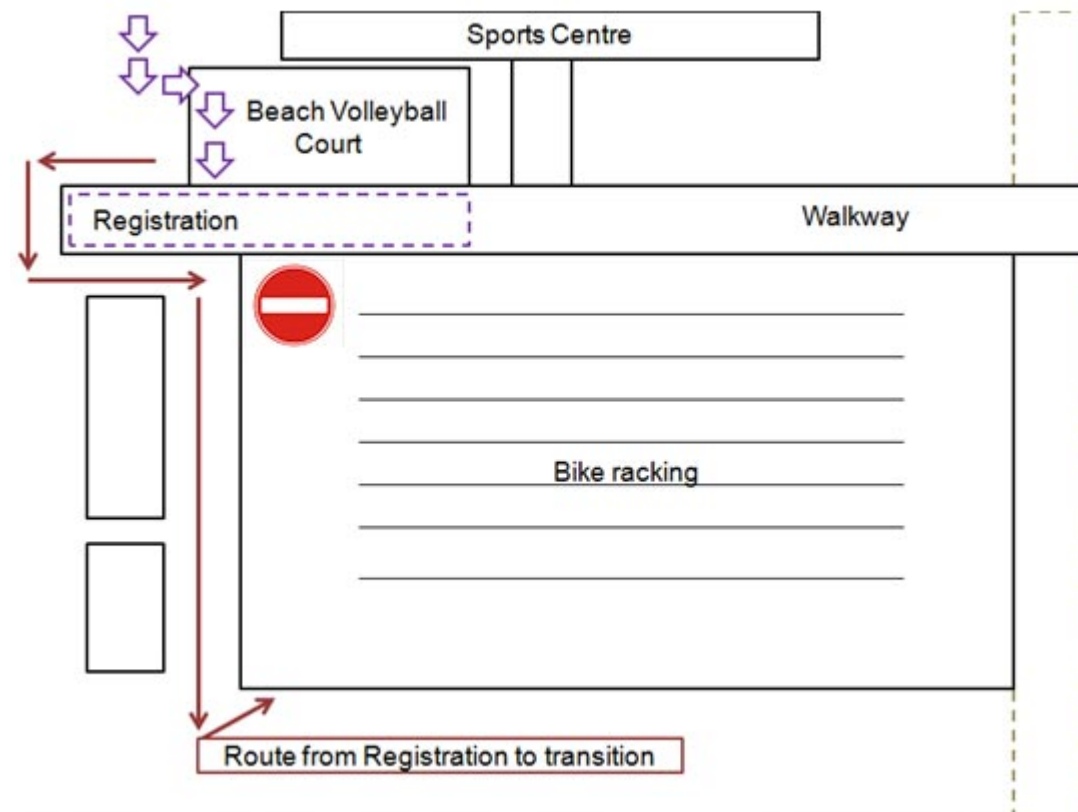 Sports Centre
Beach Volleyball
Court
Registration
Walkway
Bike racking
Route from Registration to transition